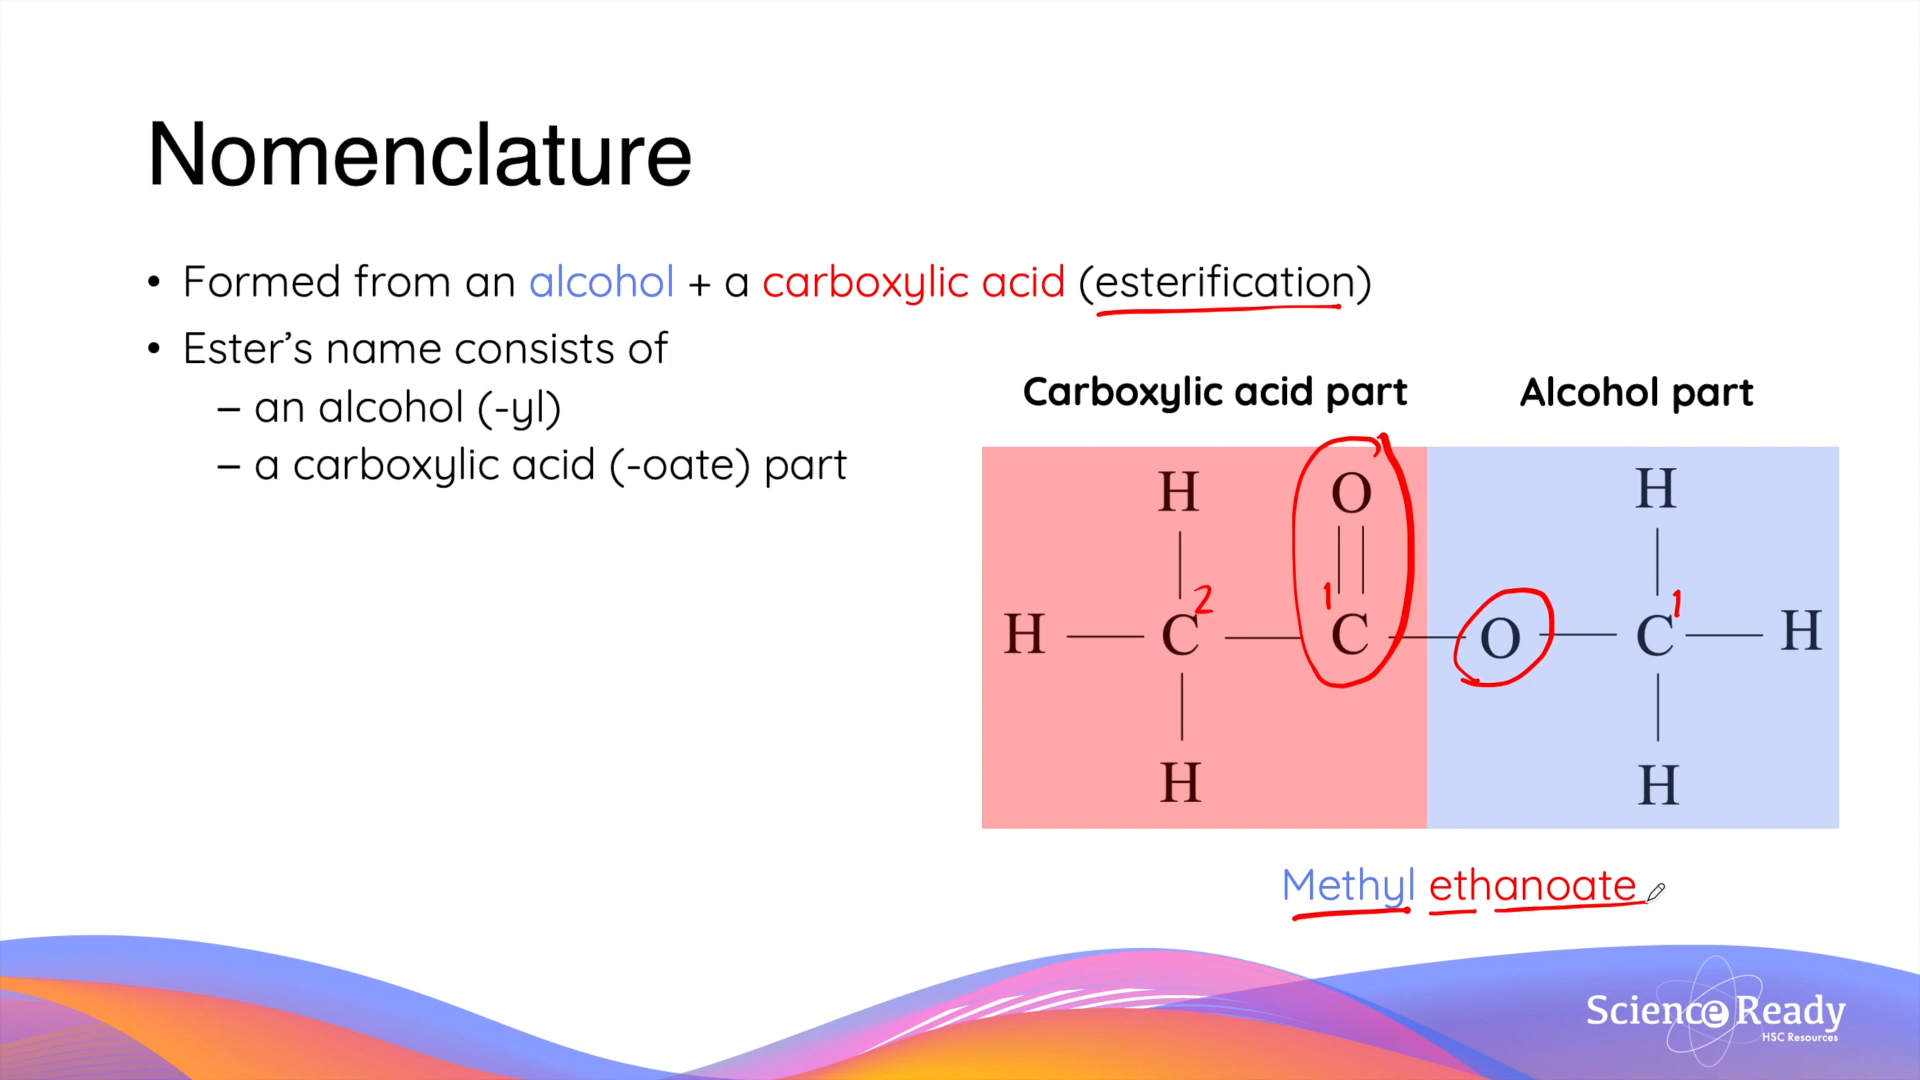 Nomenclature
• Formed from an alcohol + a carboxylic acid (esterification)
• Ester’s name consists of
– an alcohol (-yl)
– a carboxylic acid (-oate) part
Carboxylic acid part Alcohol part
H O H
2 1 1
H C C O C H
H H
Methyl ethanoate
Science Ready
HSC Resources